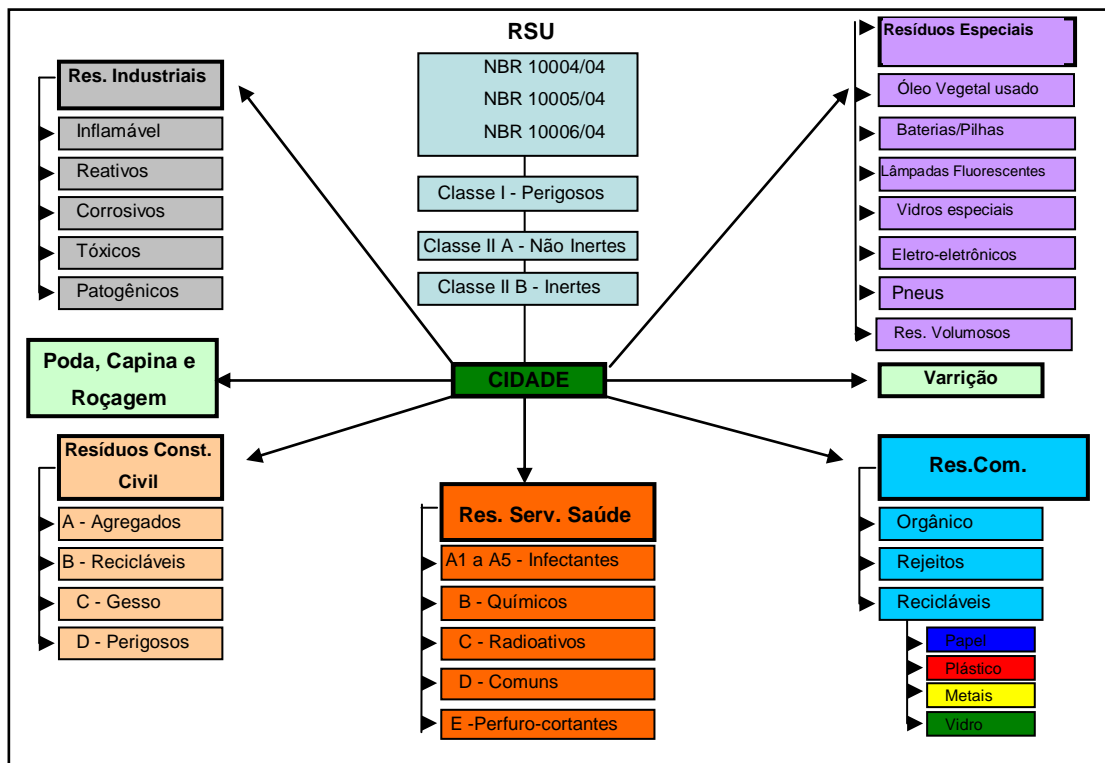 RSU
NBR 10004/04
NBR 10005/04
NBR 10006/04
Classe I - Perigosos
Classe II A - Não Inertes
Classe II B - Inertes
Res. Industriais
Inflamável
Reativos
Corrosivos
Tóxicos
Patogênicos
Resíduos Especiais
Óleo Vegetal usado
Baterias/Pilhas
Lâmpadas Fluorescentes
Vidros especiais
Eletro-eletrônicos
Pneus
Res. Volumosos
Poda, Capina e
Roçagem
CIDADE
Varrição
Resíduos Const.
Civil
A - Agregados
B - Recicláveis
C - Gesso
D - Perigosos
Res. Serv. Saúde
A1 a A5 - Infectantes
B - Químicos
C - Radioativos
D - Comuns
E -Perfuro-cortantes
Res.Com.
Orgânico
Rejeitos
Recicláveis
Papel
Plástico
Metais
Vidro